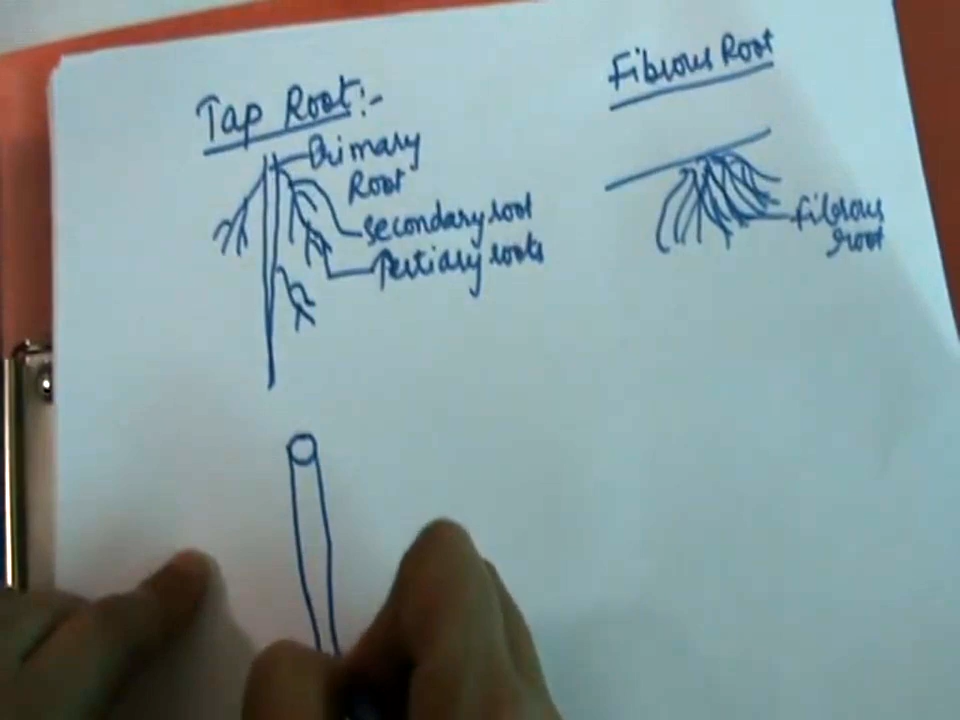 Tap Root:-
Primary
Root
Secondary root
Tertiary roots
Fibrous Root
fibrous
root